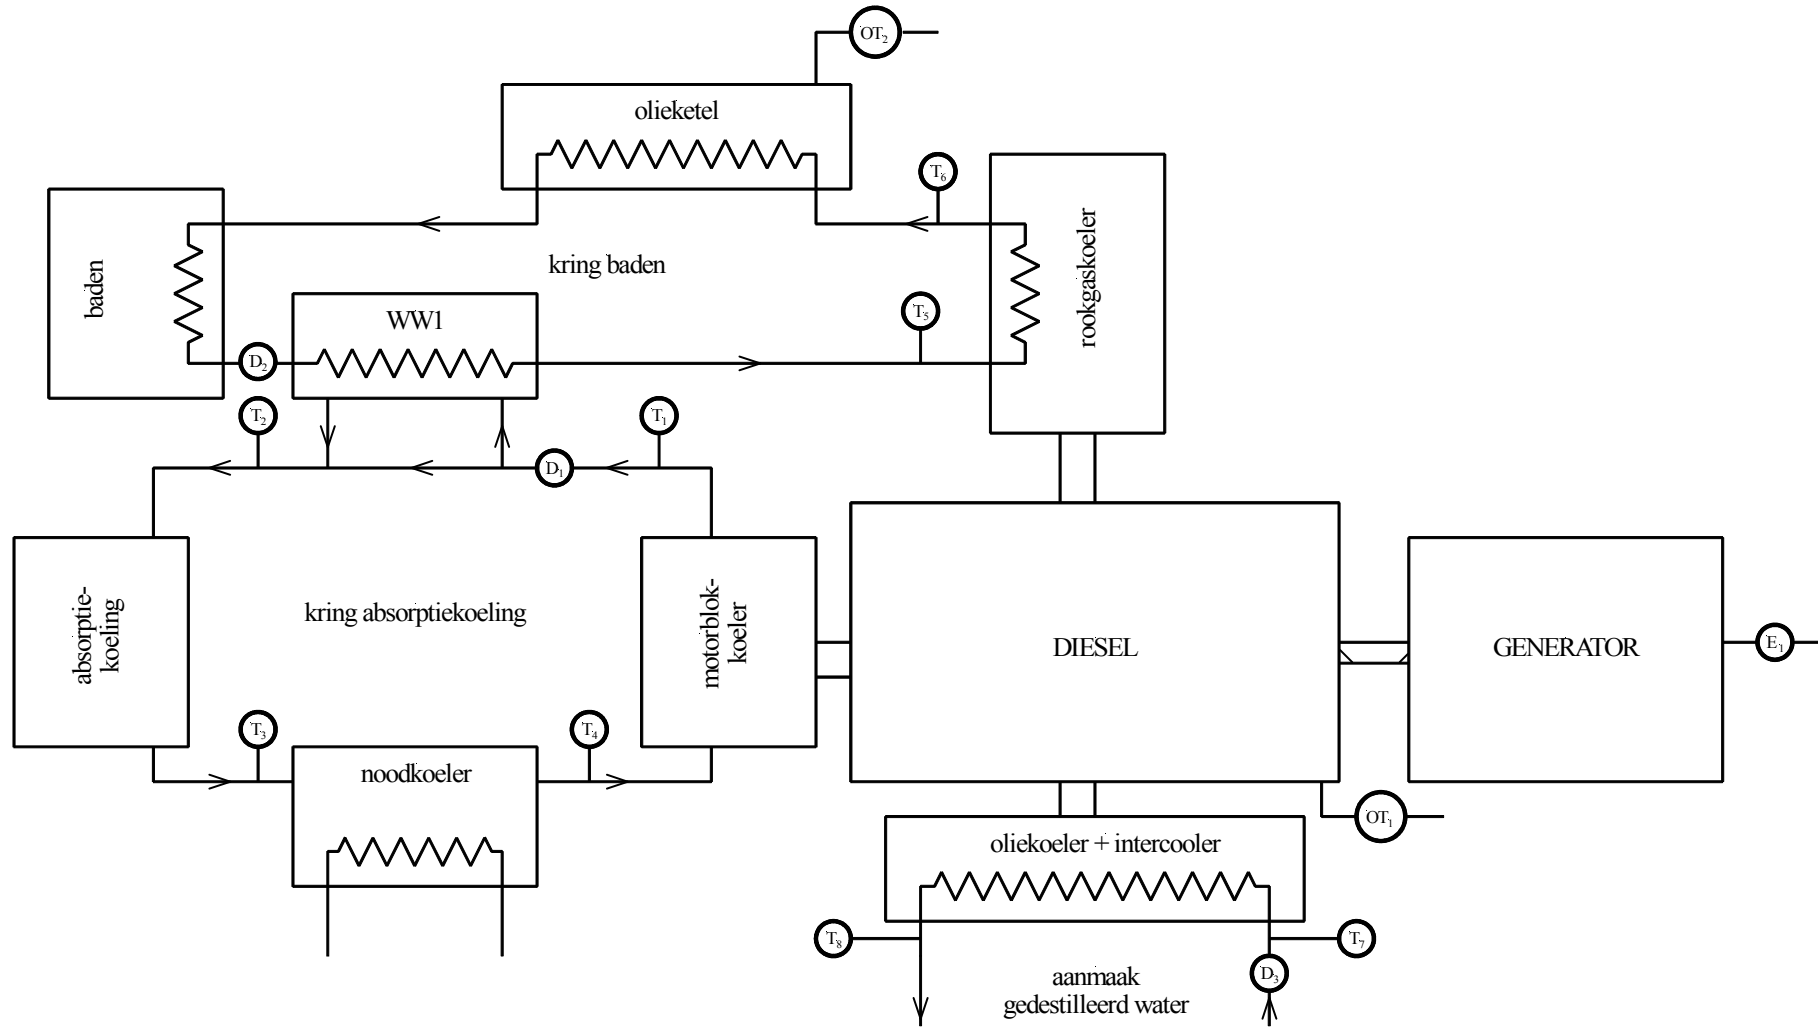 OT₂
olieketel
T₆
rookgaskoeler
baden
kring baden
WW1
T₅
D₂
T₂
T₁
D₁
absorptie-
koeling
kring absorptiekoeling
motorblok-
koeler
DIESEL
GENERATOR
E₁
T₃
T₄
noodkoeler
OT₁
oliekoeler + intercooler
T₈
T₇
D₃
aanmaak
gedestilleerd water